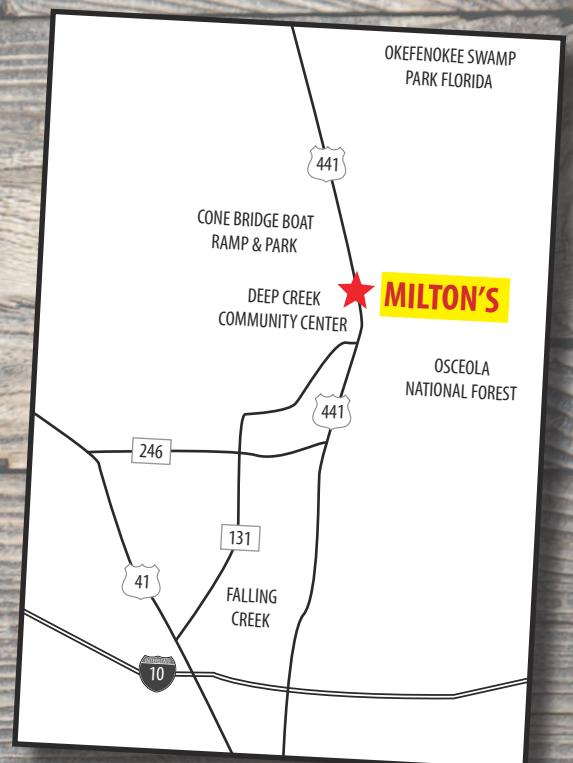 OKEFENOKEE SWAMP
PARK FLORIDA
441
CONE BRIDGE BOAT
RAMP & PARK
DEEP CREEK
COMMUNITY CENTER
MILTON'S
OSCEOLA
NATIONAL FOREST
441
246
131
41
FALLING
CREEK
INTERSTATE
10